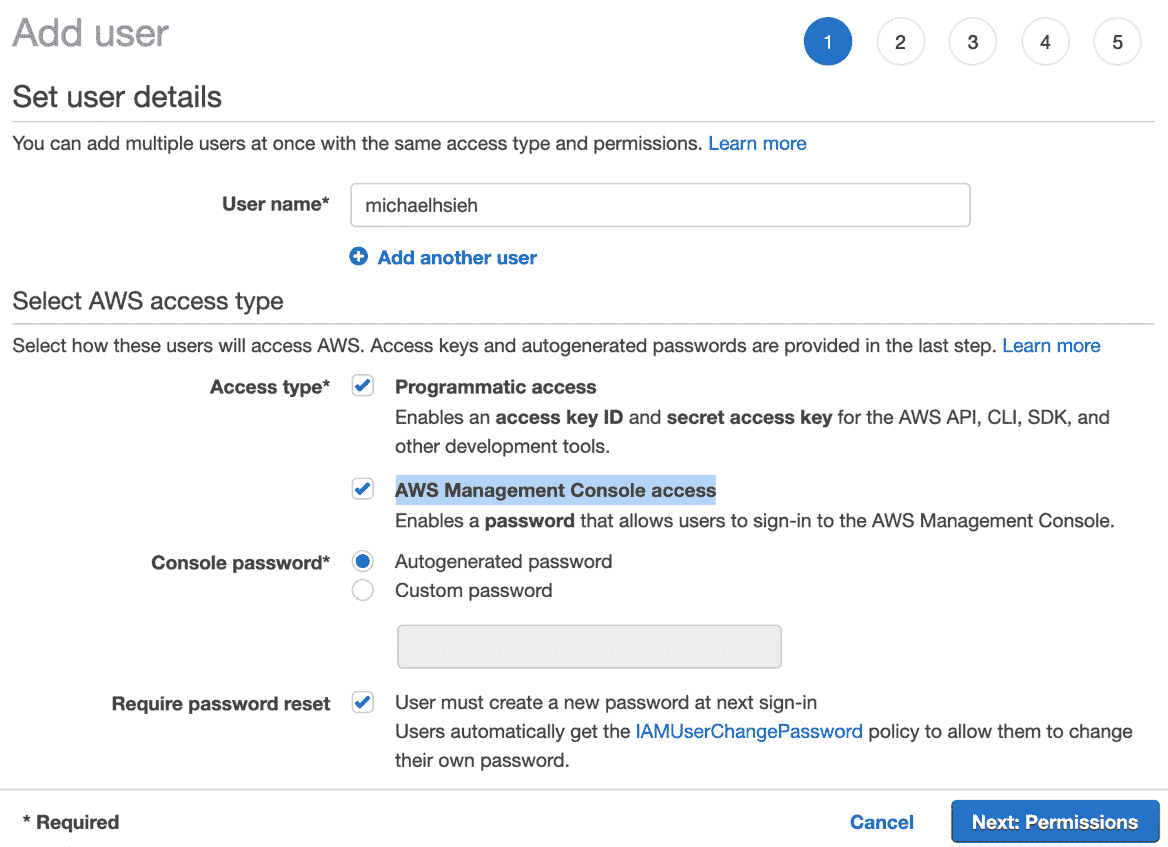 Add user
1 2 3 4 5
Set user details
You can add multiple users at once with the same access type and permissions. Learn more
User name* michaelhsieh
Add another user
Select AWS access type
Select how these users will access AWS. Access keys and autogenerated passwords are provided in the last step. Learn more
Access type* Programmatic access
Enables an access key ID and secret access key for the AWS API, CLI, SDK, and
other development tools.
AWS Management Console access
Enables a password that allows users to sign-in to the AWS Management Console.
Console password* Autogenerated password
Custom password
Require password reset User must create a new password at next sign-in
Users automatically get the IAMUserChangePassword policy to allow them to change
their own password.
* Required Cancel Next: Permissions